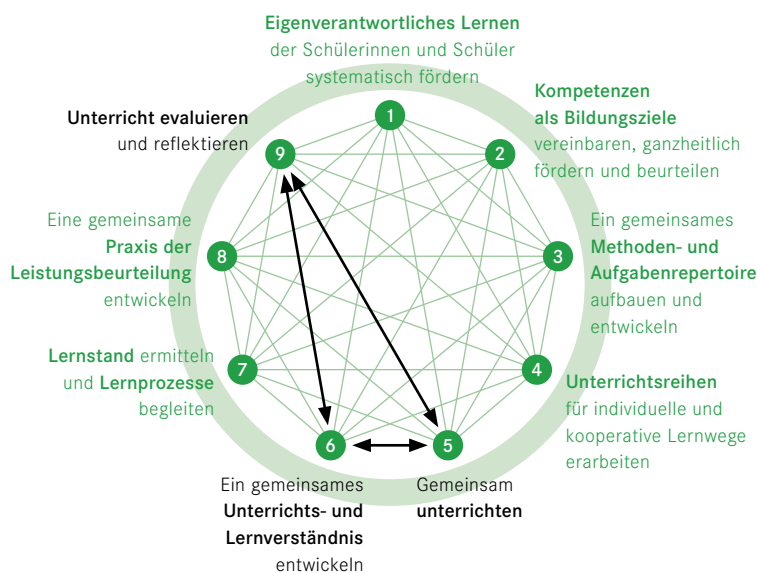 Eigenverantwortliches Lernen
der Schülerinnen und Schüler
systematisch fördern
1
Kompetenzen
als Bildungsziele
vereinbaren, ganzheitlich
fördern und beurteilen
2
Ein gemeinsames
Methoden- und
Aufgabenrepertoire
aufbauen und
entwickeln
3
Unterrichtsreihen
für individuelle und
kooperative Lernwege
erarbeiten
4
Gemeinsam
unterrichten
5
Ein gemeinsames
Unterrichts- und
Lernverständnis
entwickeln
6
Lernstand ermitteln
und Lernprozesse
begleiten
7
Eine gemeinsame
Praxis der
Leistungsbeurteilung
entwickeln
8
Unterricht evaluieren
und reflektieren
9